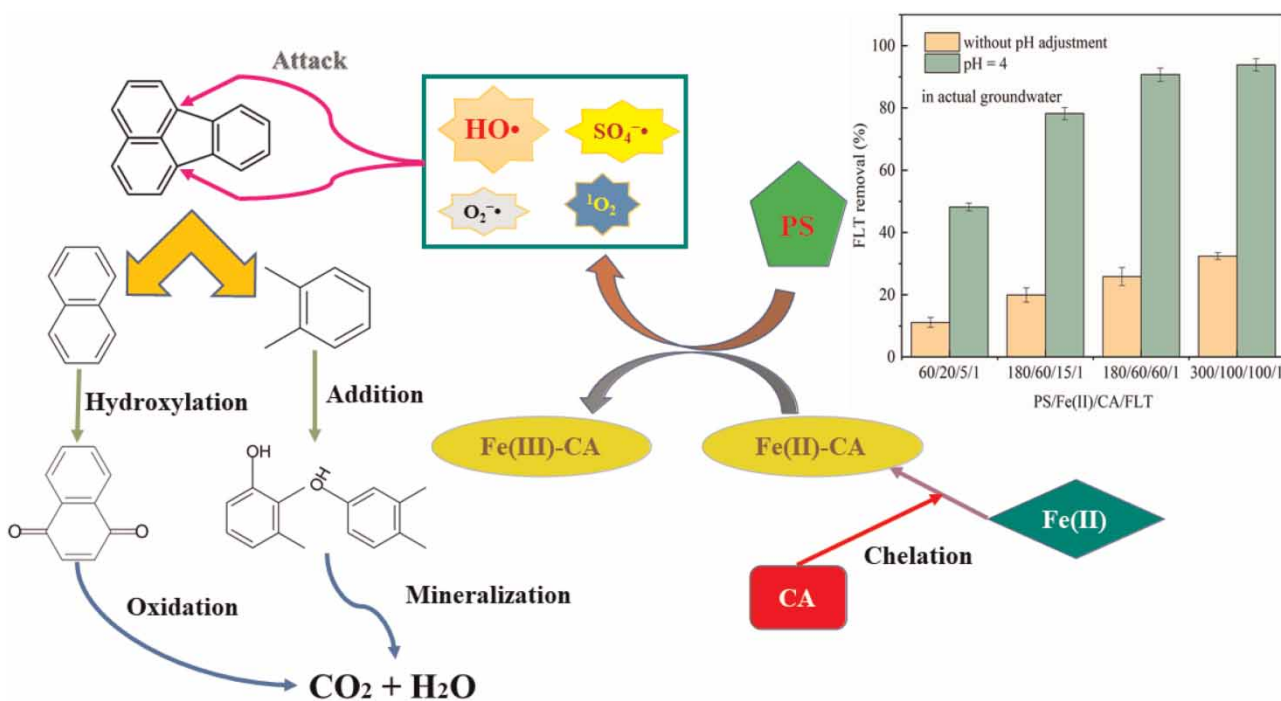 Attack
HO•
SO₄⁻•
O₂⁻•
¹O₂
PS
Hydroxylation
Addition
OH
OH
O
O
Oxidation
Mineralization
CO₂ + H₂O
Fe(III)-CA
Fe(II)-CA
Fe(II)
Chelation
CA
without pH adjustment
pH = 4
in actual groundwater
FLT removal (%)
100
80
60
40
20
0
60/20/5/1
180/60/15/1
180/60/60/1
300/100/100/1
PS/Fe(II)/CA/FLT